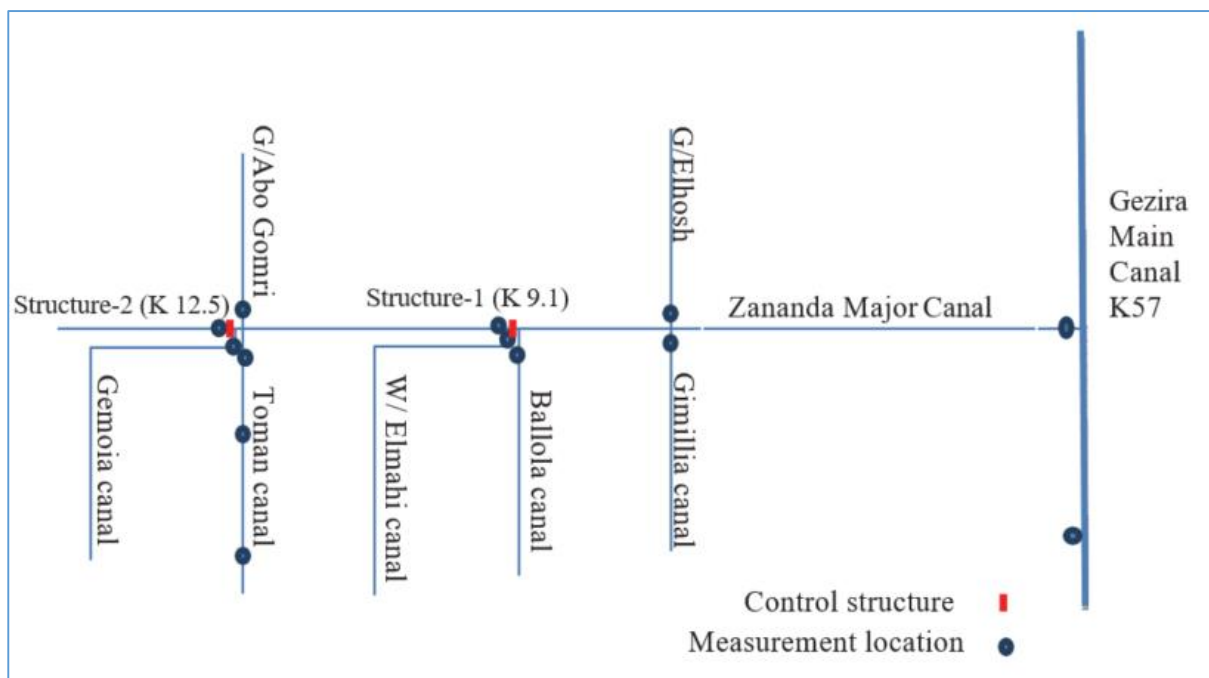 G/Abo Gomri
G/Elhosh
Gezira
Main
Canal
K57
Structure-2 (K 12.5)
Structure-1 (K 9.1)
Zananda Major Canal
Gemoia canal
Toman canal
W/ Elmahi canal
Ballola canal
Gimillia canal
Control structure
Measurement location